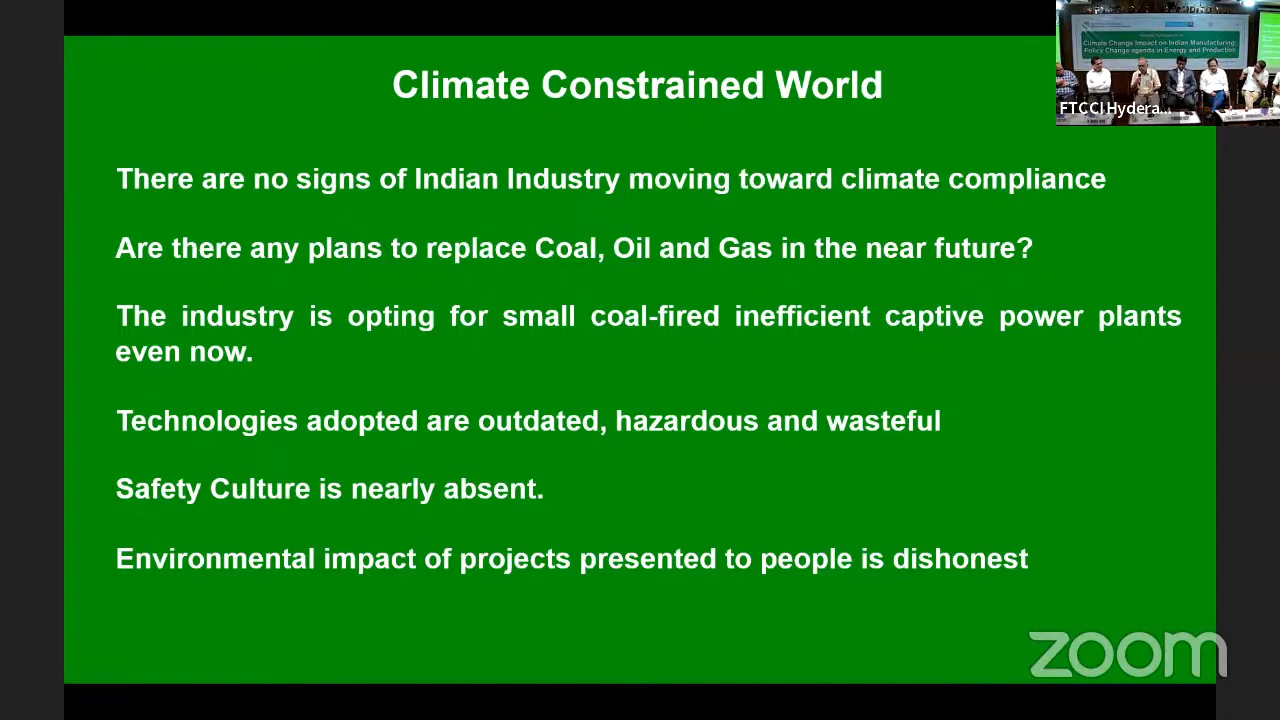 Climate Constrained World
There are no signs of Indian Industry moving toward climate compliance
Are there any plans to replace Coal, Oil and Gas in the near future?
The industry is opting for small coal-fired inefficient captive power plants
even now.
Technologies adopted are outdated, hazardous and wasteful
Safety Culture is nearly absent.
Environmental impact of projects presented to people is dishonest
Climate Change Impact on Indian Manufacturing:
Policy Change agenda in Energy and Production
FTCCI Hydera...
zoom